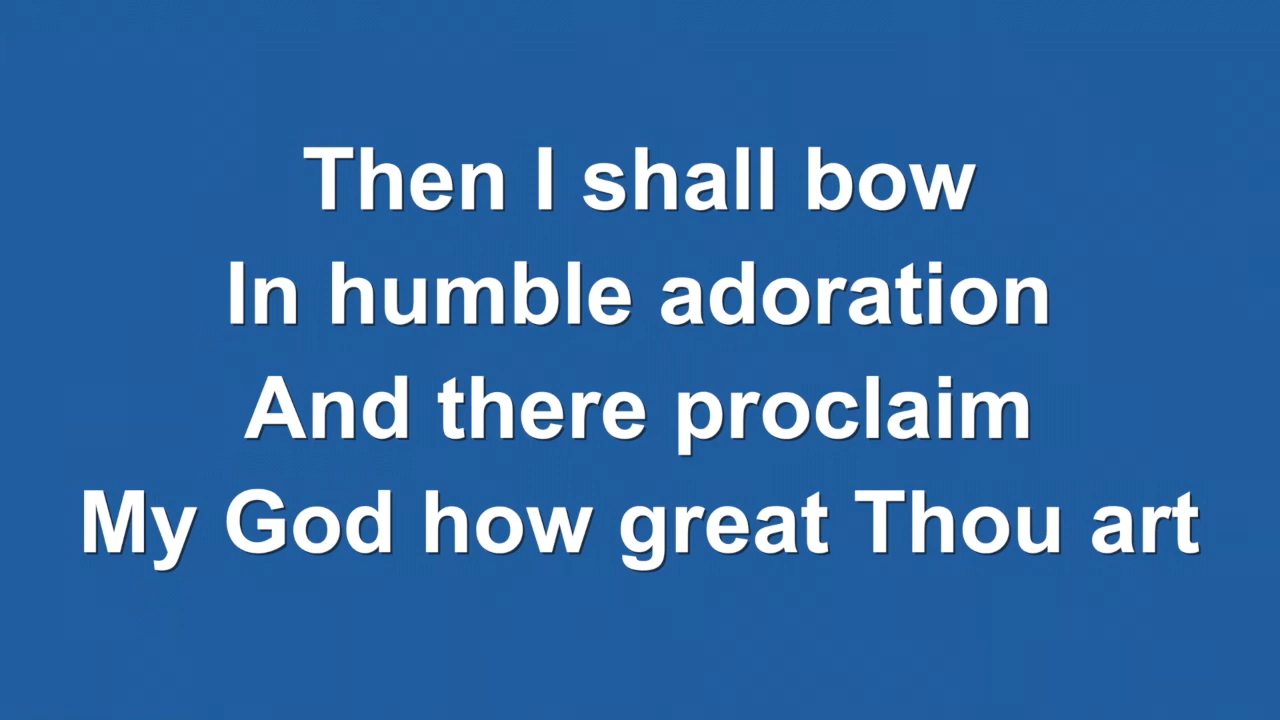 Then I shall bow
In humble adoration
And there proclaim
My God how great Thou art